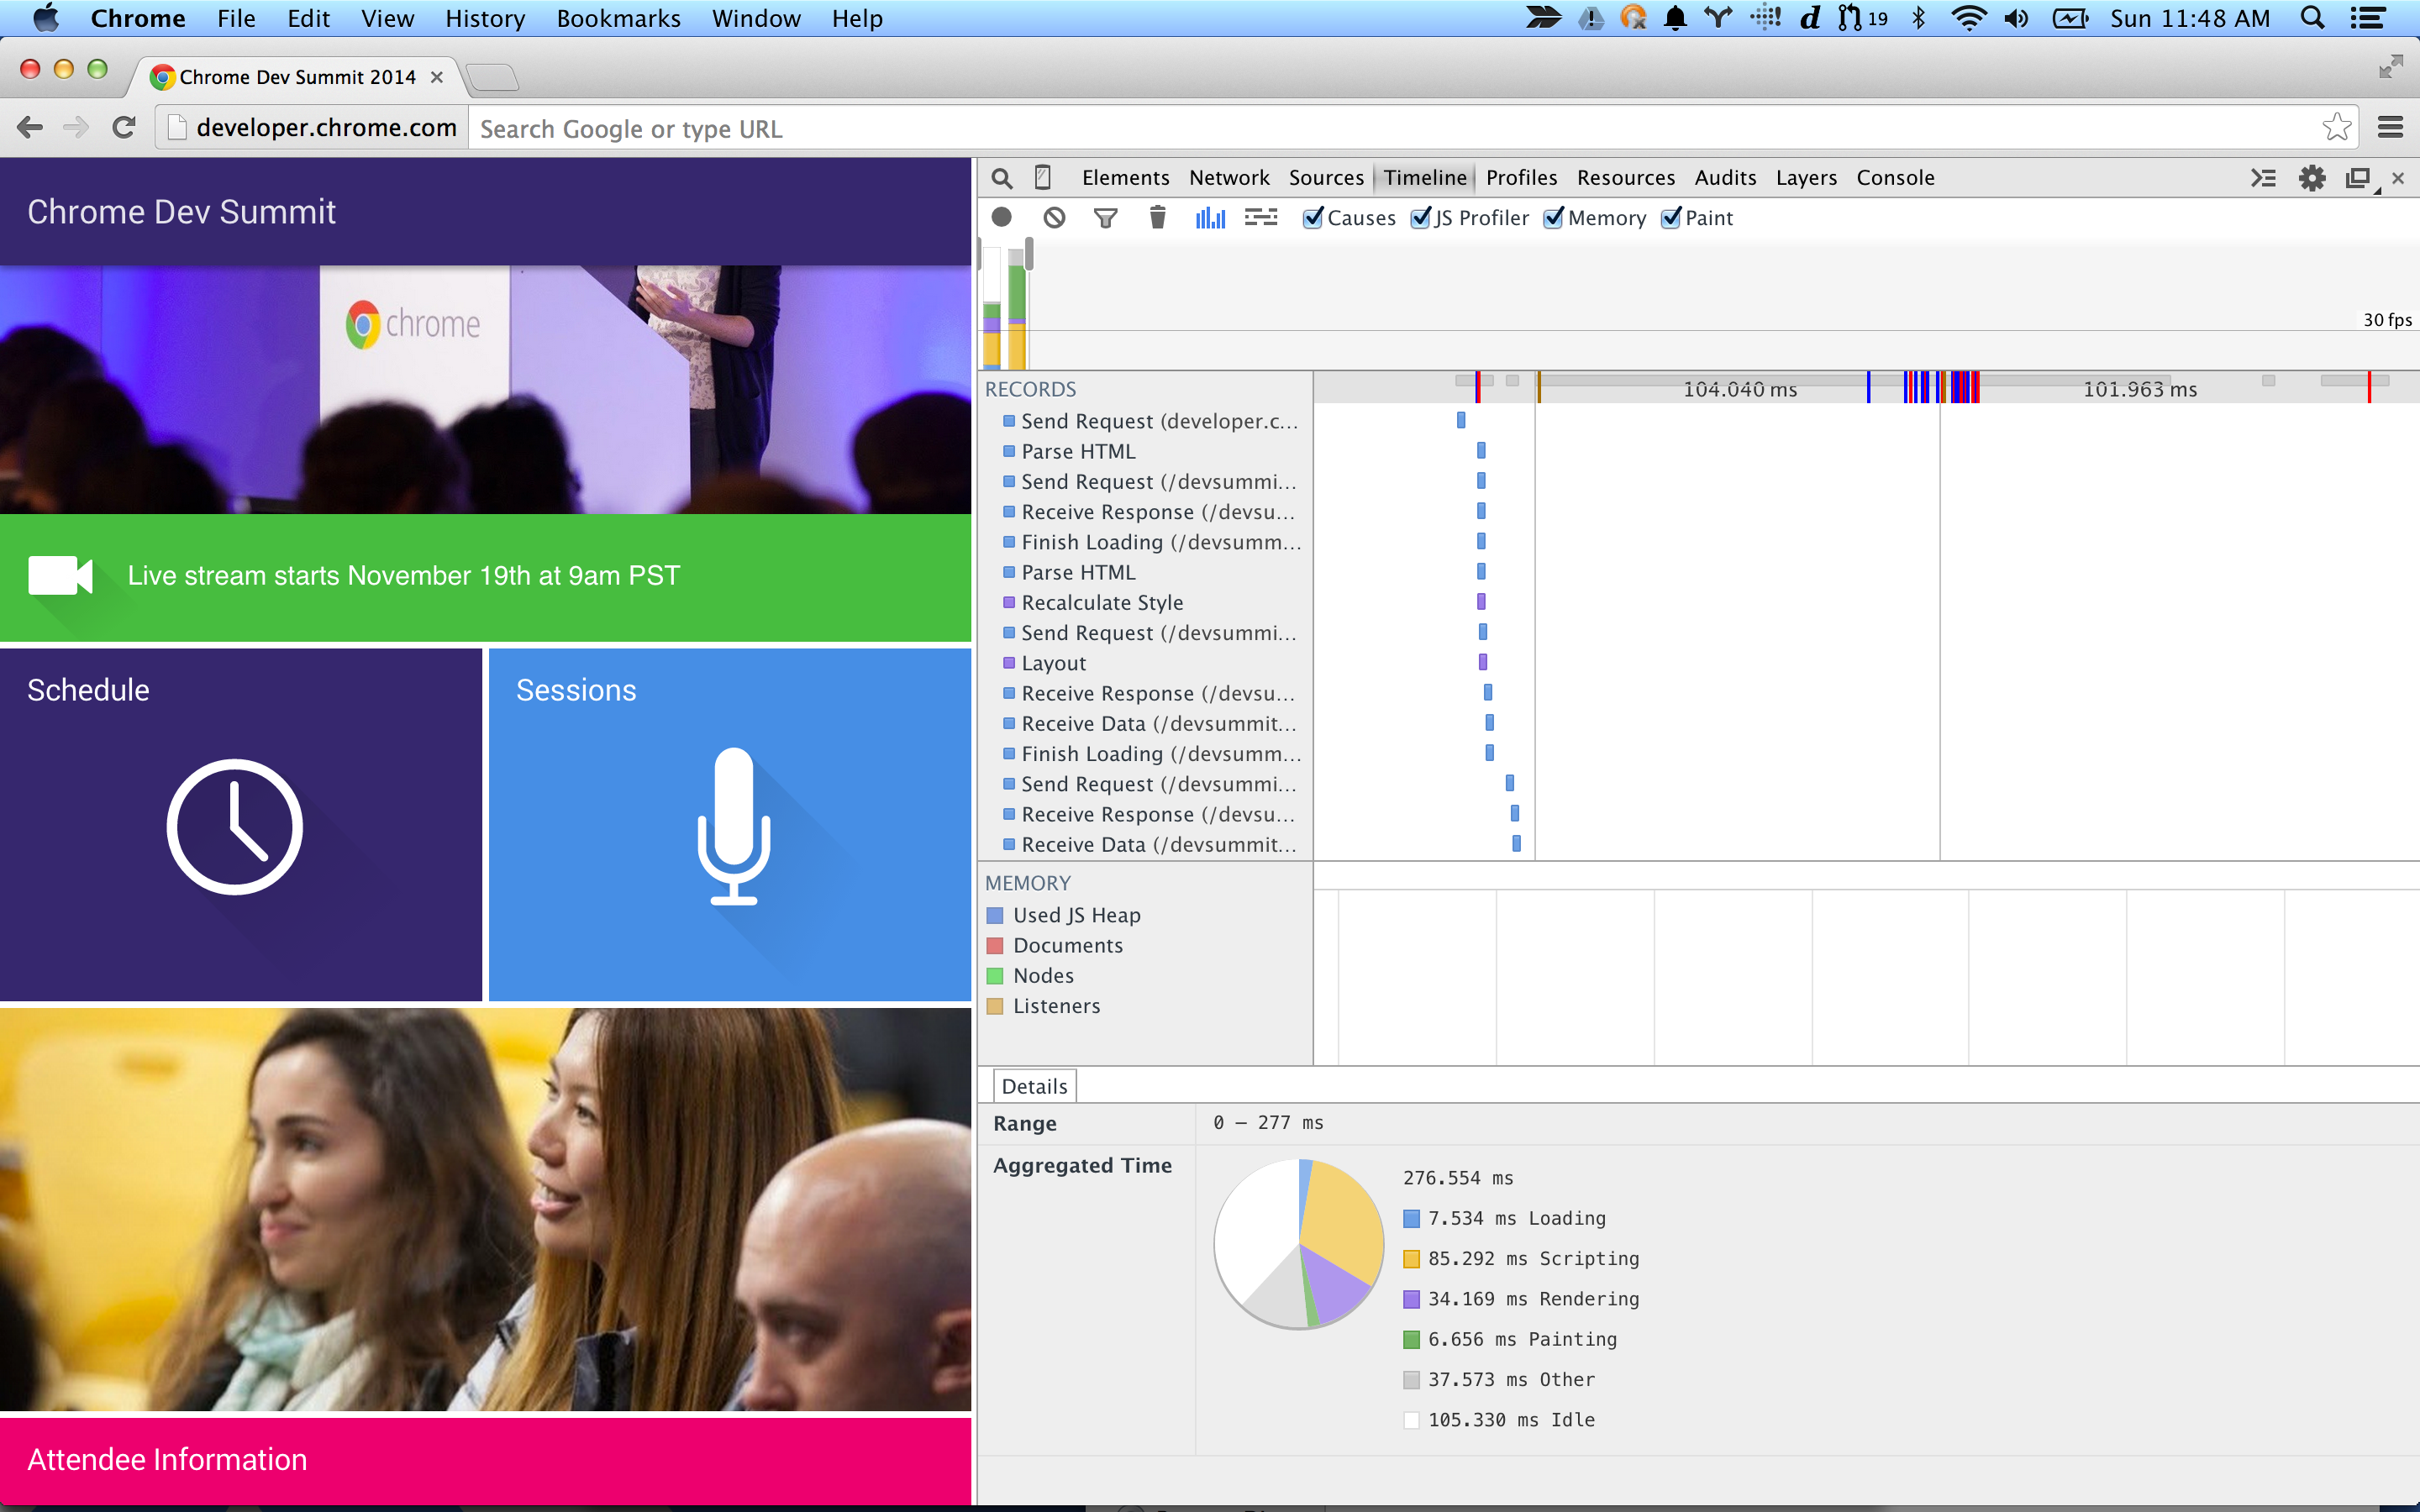 Chrome File Edit View History Bookmarks Window Help 19 Sun 11:48 AM
Chrome Dev Summit 2014
developer.chrome.com Search Google or type URL
Chrome Dev Summit
chrome
Live stream starts November 19th at 9am PST
Schedule
Sessions
Attendee Information
Elements Network Sources Timeline Profiles Resources Audits Layers Console
Causes JS Profiler Memory Paint
30 fps
RECORDS
104.040 ms 101.963 ms
Send Request (developer.c...
Parse HTML
Send Request (/devsummi...
Receive Response (/devsu...
Finish Loading (/devsumm...
Parse HTML
Recalculate Style
Send Request (/devsummi...
Layout
Receive Response (/devsu...
Receive Data (/devsummit...
Finish Loading (/devsumm...
Send Request (/devsummi...
Receive Response (/devsu...
Receive Data (/devsummit...
MEMORY
Used JS Heap
Documents
Nodes
Listeners
Details
Range 0 – 277 ms
Aggregated Time
276.554 ms
7.534 ms Loading
85.292 ms Scripting
34.169 ms Rendering
6.656 ms Painting
37.573 ms Other
105.330 ms Idle